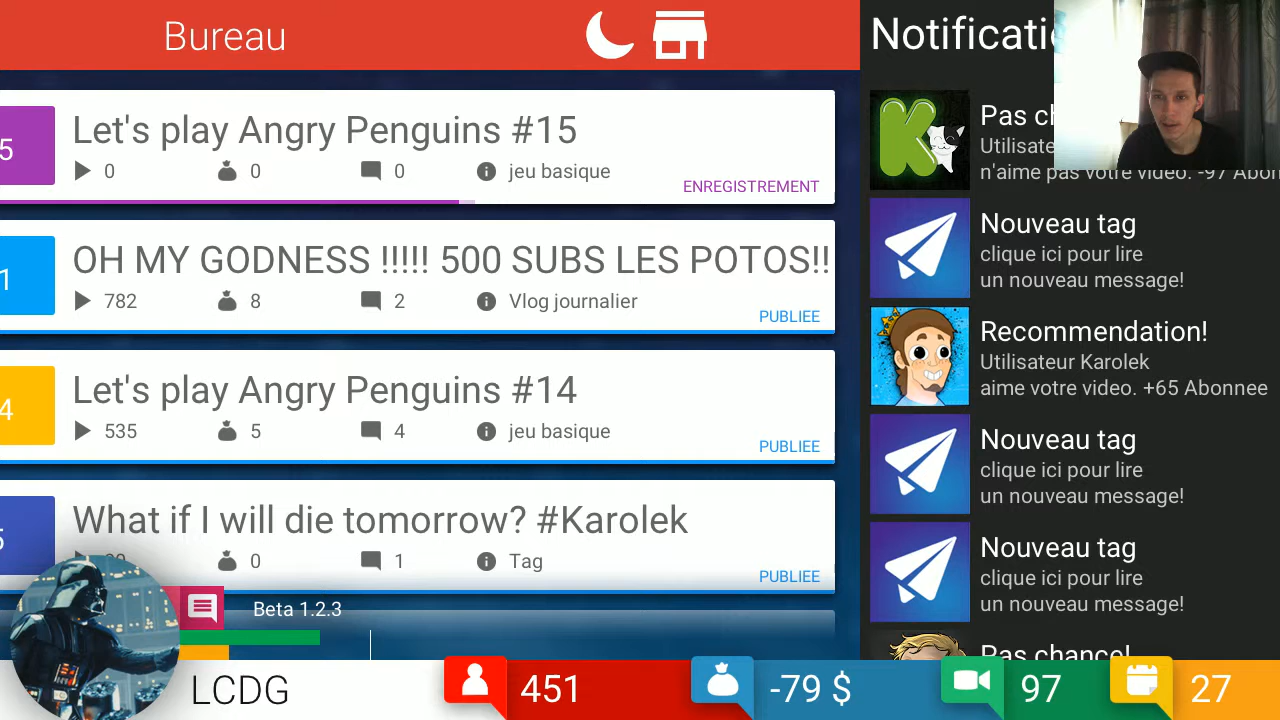 Bureau
Let's play Angry Penguins #15
0 0 0 jeu basique
ENREGISTREMENT
OH MY GODNESS !!!!! 500 SUBS LES POTOS!!
782 8 2 Vlog journalier
PUBLIEE
Let's play Angry Penguins #14
535 5 4 jeu basique
PUBLIEE
What if I will die tomorrow? #Karolek
0 1 Tag
PUBLIEE
Beta 1.2.3
LCDG
451
-79 $
97
27
K
Pas
n'aime pas votre video. -97
Nouveau tag
clique ici pour lire
un nouveau message!
Recommendation!
Utilisateur Karolek
aime votre video. +65 Abonnee
Nouveau tag
clique ici pour lire
un nouveau message!
Nouveau tag
clique ici pour lire
un nouveau message!
Pas chance!